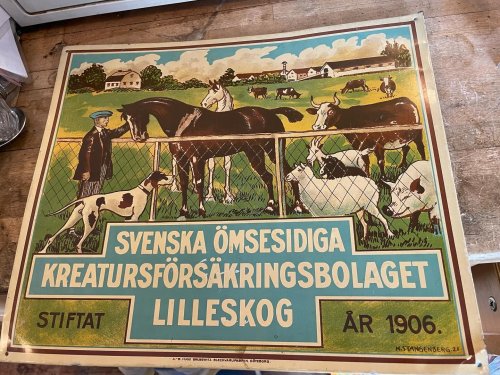 SVENSKA ÖMSESIDIGA
KREATURSFÖRSÄKRINGSBOLAGET
LILLESKOG
STIFTAT ÅR 1906.